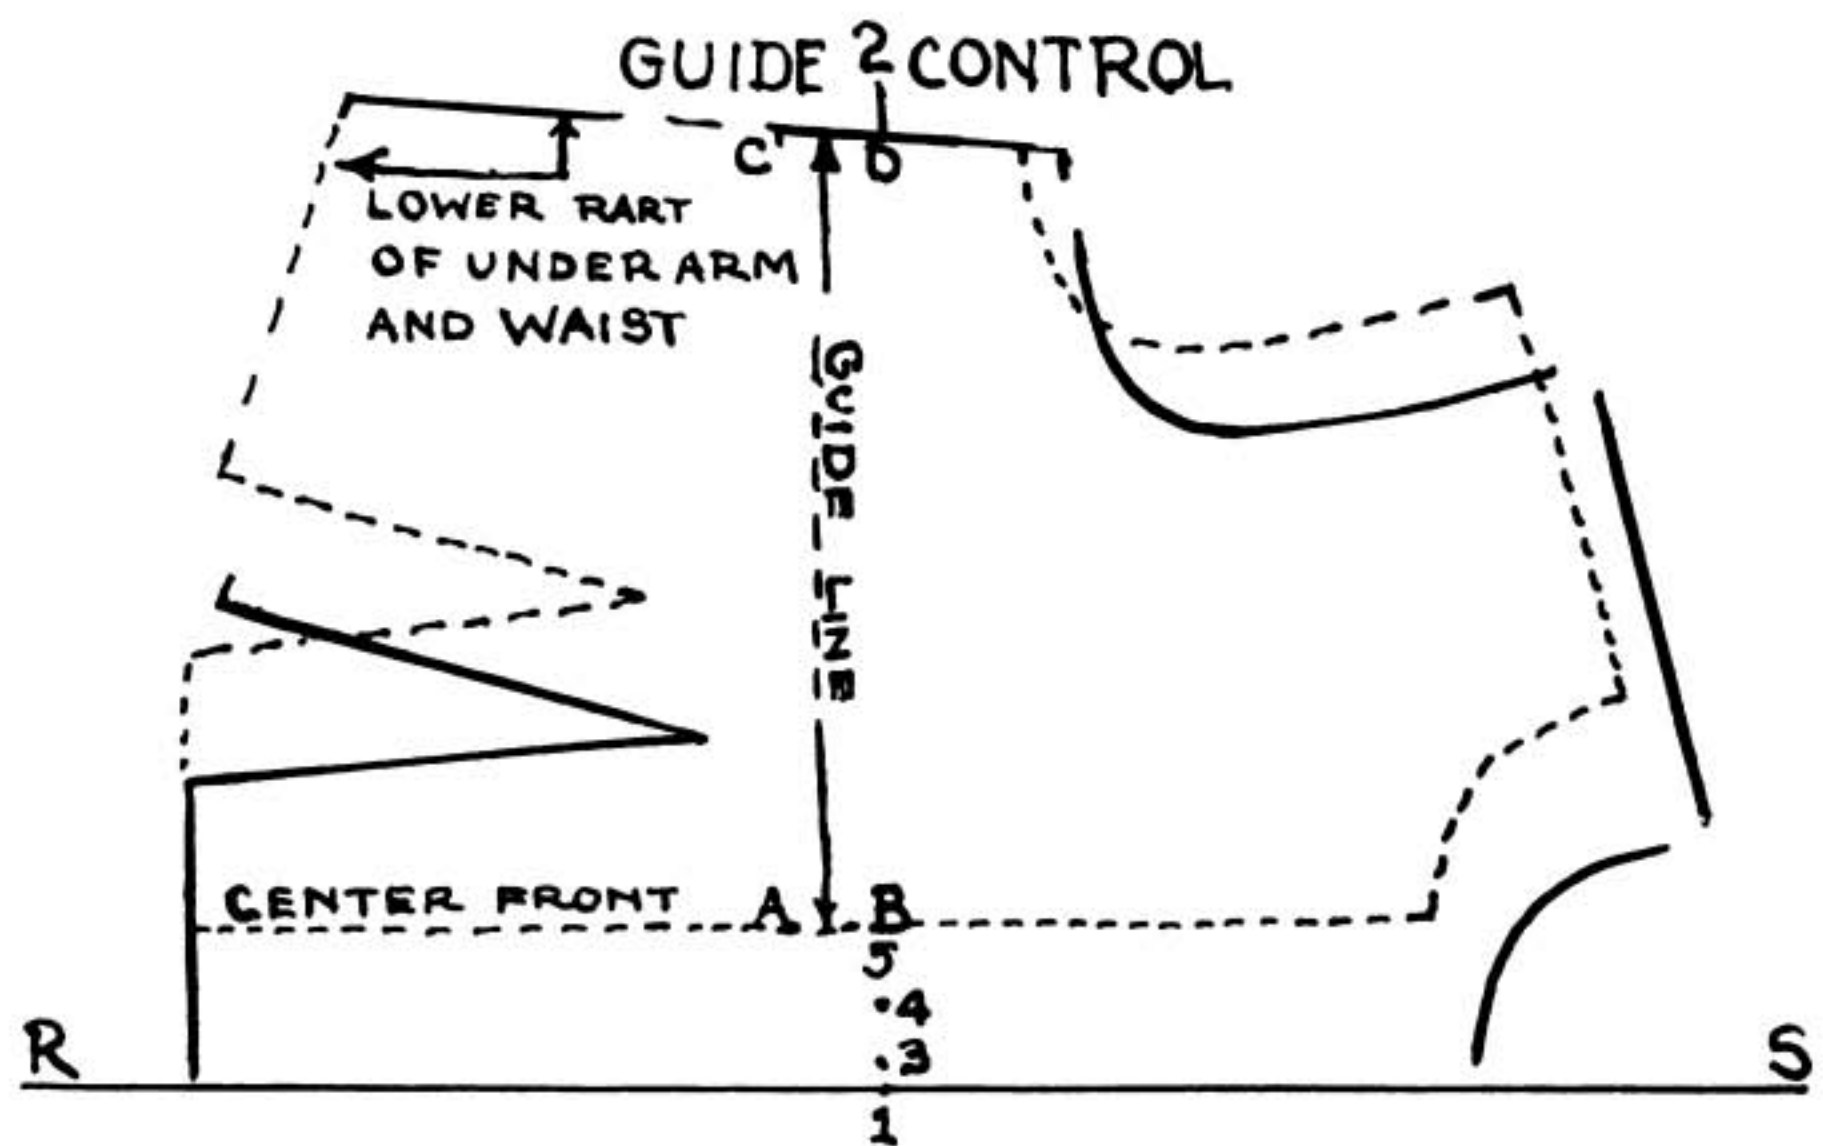 GUIDE 2 CONTROL
C D
LOWER RART
OF UNDER ARM
AND WAIST
GUIDE LINE
CENTER FRONT A B
5
4
3
R S
1